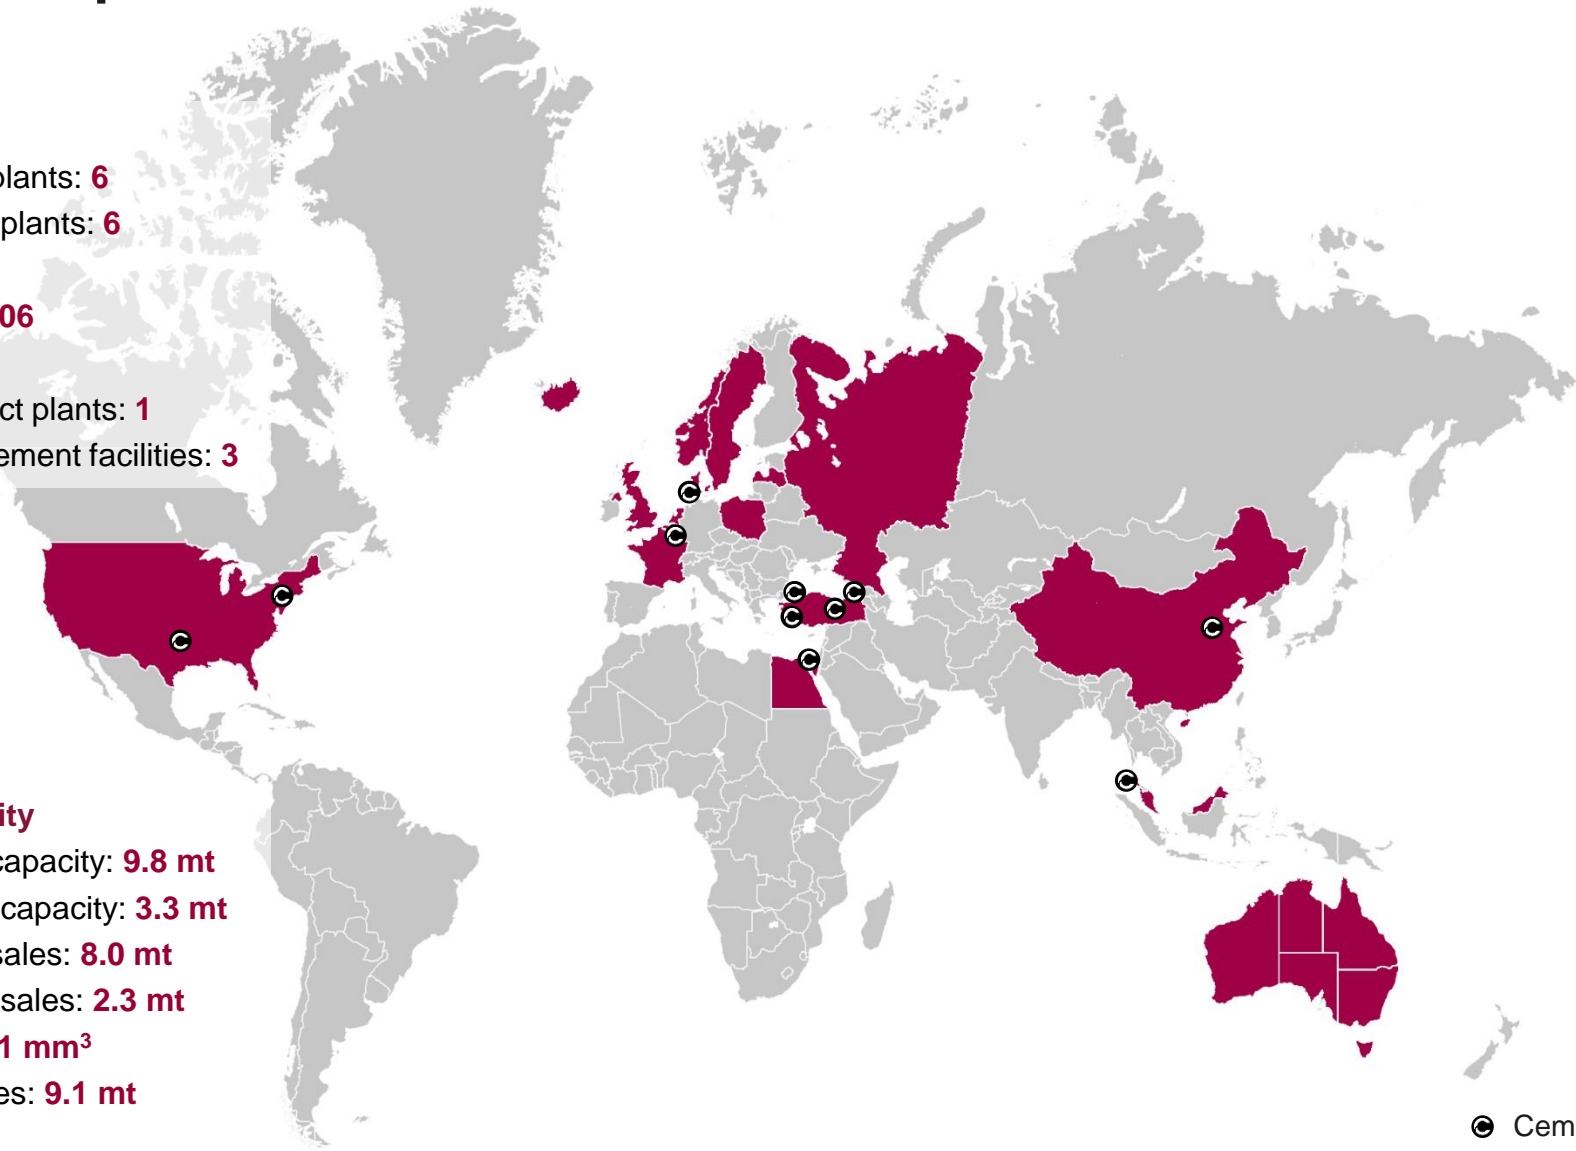 plants: 6
plants: 6
06
ct plants: 1
ement facilities: 3
ity
capacity: 9.8 mt
capacity: 3.3 mt
sales: 8.0 mt
sales: 2.3 mt
1 mm³
es: 9.1 mt
Cem